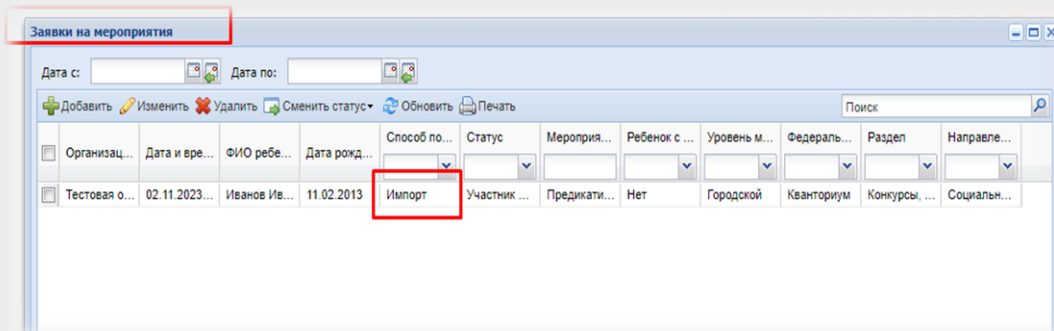 Заявки на мероприятия
Дата с: Дата по:
Добавить Изменить Удалить Сменить статус Обновить Печать Поиск
Организац... Дата и вре... ФИО ребе... Дата рожд... Способ по... Статус Мероприя... Ребенок с ... Уровень м... Федераль... Раздел Направле...
Тестовая о... 02.11.2023... Иванов Ив... 11.02.2013 Импорт Участник ... Предикати... Нет Городской Кванториум Конкурсы, ... Социальн...